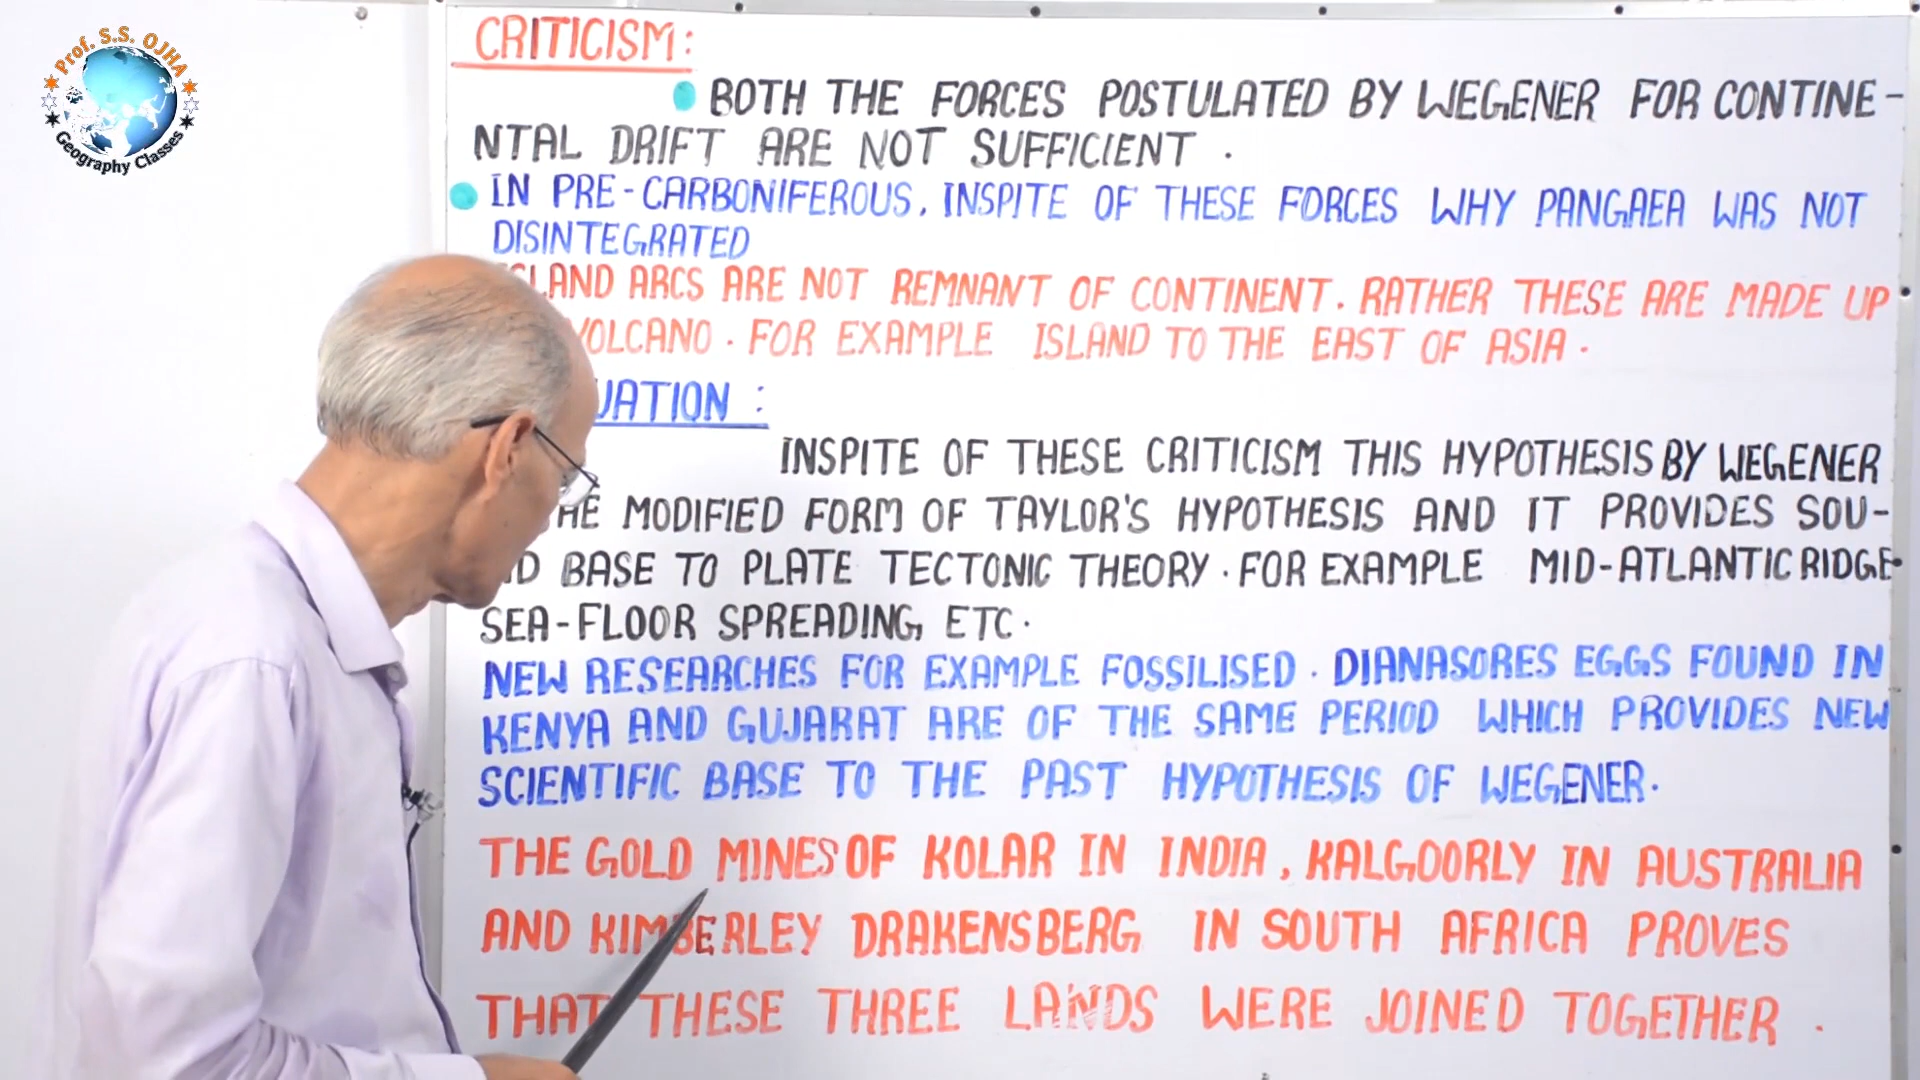 Prof. S.S. OJHA
Geography Classes
CRITICISM:
BOTH THE FORCES POSTULATED BY WEGENER FOR CONTINE-
NTAL DRIFT ARE NOT SUFFICIENT .
IN PRE-CARBONIFEROUS, INSPITE OF THESE FORCES WHY PANGAEA WAS NOT
DISINTEGRATED
ARCS ARE NOT REMNANT OF CONTINENT. RATHER THESE ARE MADE UP
VOLCANO. FOR EXAMPLE ISLAND TO THE EAST OF ASIA.
UATION :
INSPITE OF THESE CRITICISM THIS HYPOTHESIS BY WEGENER
HE MODIFIED FORM OF TAYLOR'S HYPOTHESIS AND IT PROVIDES SOU-
D BASE TO PLATE TECTONIC THEORY. FOR EXAMPLE MID-ATLANTIC RIDGE
SEA-FLOOR SPREADING, ETC.
NEW RESEARCHES FOR EXAMPLE FOSSILISED. DIANASORES EGGS FOUND IN
KENYA AND GUJARAT ARE OF THE SAME PERIOD WHICH PROVIDES NEW
SCIENTIFIC BASE TO THE PAST HYPOTHESIS OF WEGENER.
THE GOLD MINES OF KOLAR IN INDIA, KALGOORLY IN AUSTRALIA
AND KIMBERLEY DRAKENSBERG IN SOUTH AFRICA PROVES
THAT THESE THREE LANDS WERE JOINED TOGETHER .